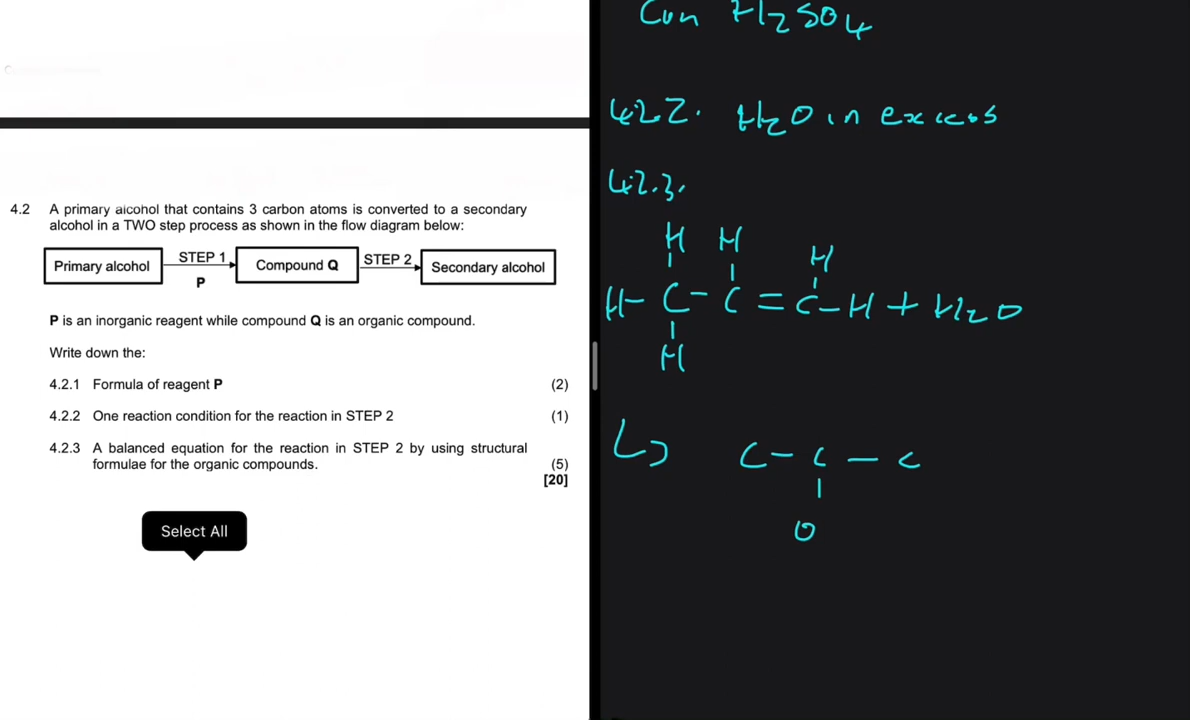 4.2 A primary alcohol that contains 3 carbon atoms is converted to a secondary
alcohol in a TWO step process as shown in the flow diagram below:
Primary alcohol STEP 1 P Compound Q STEP 2 Secondary alcohol
P is an inorganic reagent while compound Q is an organic compound.
Write down the:
4.2.1 Formula of reagent P (2)
4.2.2 One reaction condition for the reaction in STEP 2 (1)
4.2.3 A balanced equation for the reaction in STEP 2 by using structural
formulae for the organic compounds. (5)
[20]
Select All
Con H2SO4
4.2.2. H2O in excess
4.2.3.
H H H
H - C - C = C - H + H2O
H
C - C - C
O